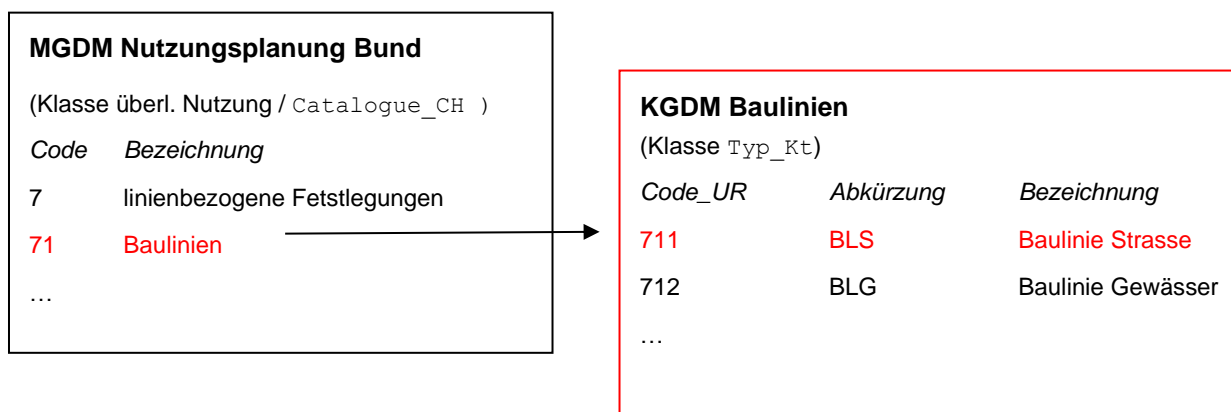 MGDM Nutzungsplanung Bund
(Klasse überl. Nutzung / Catalogue_CH )
Code Bezeichnung
7 linienbezogene Fetstlegungen
71 Baulinien
…
KGDM Baulinien
(Klasse Typ_Kt)
Code_UR Abkürzung Bezeichnung
711 BLS Baulinie Strasse
712 BLG Baulinie Gewässer
…